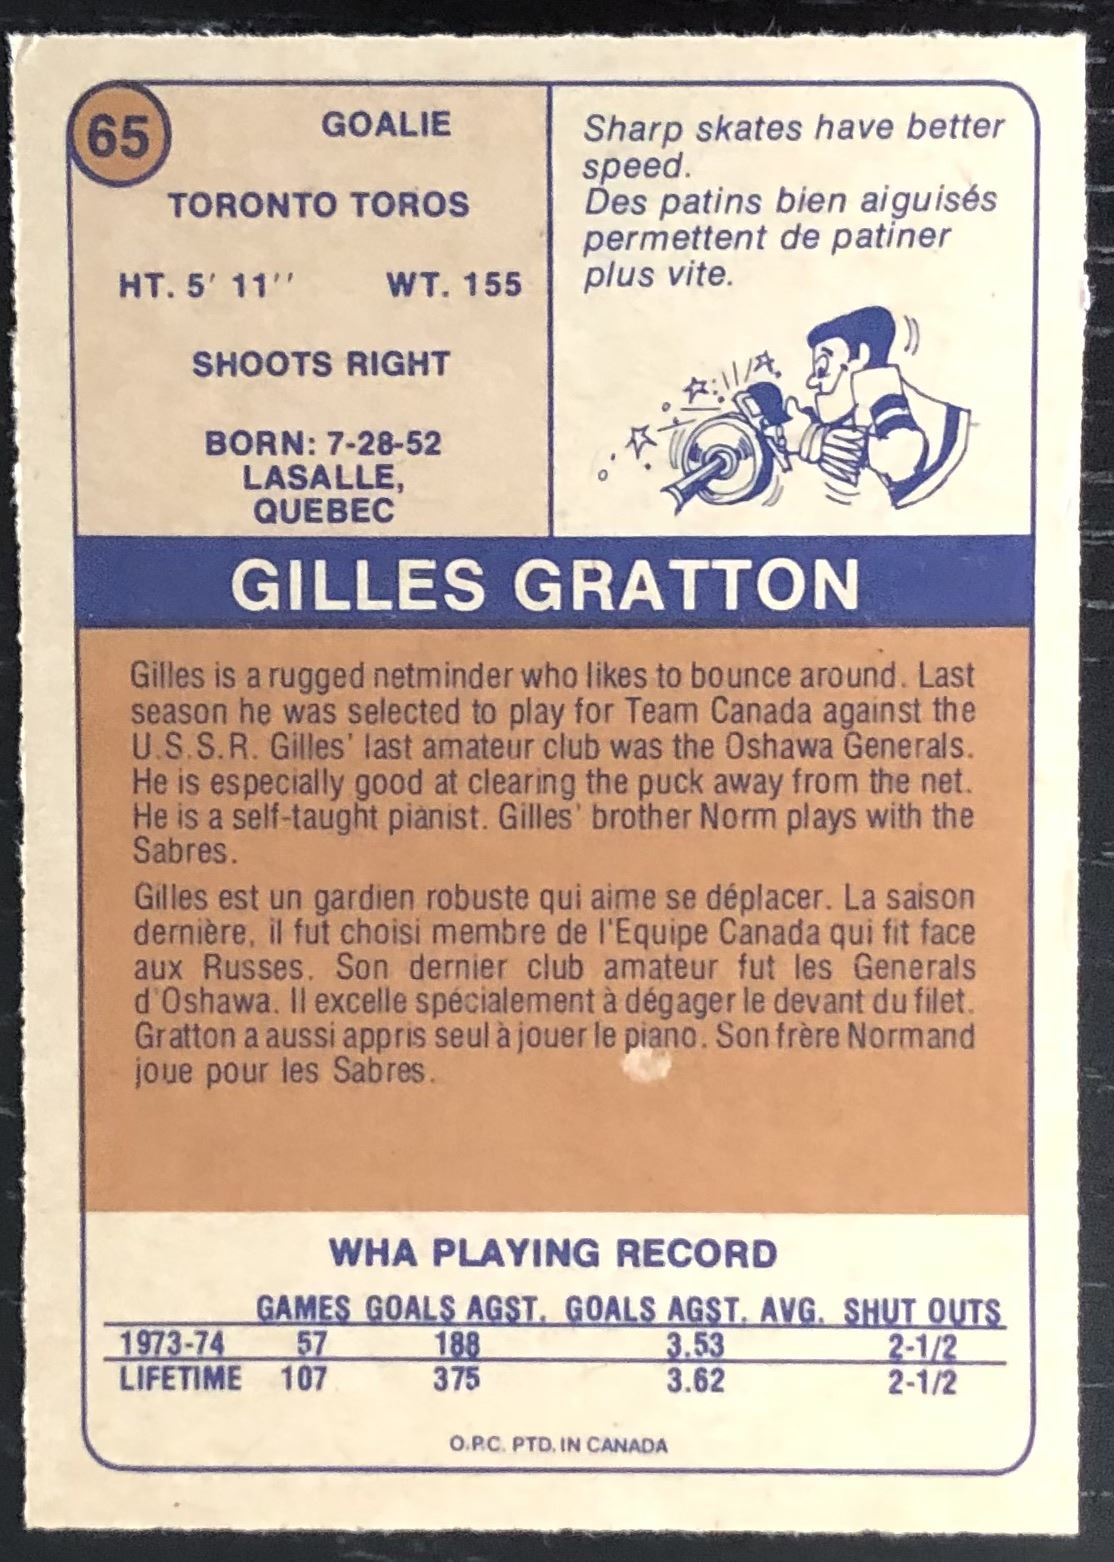 65
GOALIE
TORONTO TOROS
HT. 5' 11'' WT. 155
SHOOTS RIGHT
BORN: 7-28-52
LASALLE,
QUEBEC
Sharp skates have better
speed.
Des patins bien aiguisés
permettent de patiner
plus vite.
GILLES GRATTON
Gilles is a rugged netminder who likes to bounce around. Last
season he was selected to play for Team Canada against the
U.S.S.R. Gilles' last amateur club was the Oshawa Generals.
He is especially good at clearing the puck away from the net.
He is a self-taught pianist. Gilles' brother Norm plays with the
Sabres.
Gilles est un gardien robuste qui aime se déplacer. La saison
dernière, il fut choisi membre de l'Equipe Canada qui fit face
aux Russes. Son dernier club amateur fut les Generals
d'Oshawa. Il excelle spécialement à dégager le devant du filet.
Gratton a aussi appris seul à jouer le piano. Son frère Normand
joue pour les Sabres.
WHA PLAYING RECORD
GAMES GOALS AGST. GOALS AGST. AVG. SHUT OUTS
1973-74 57 188 3.53 2-1/2
LIFETIME 107 375 3.62 2-1/2
O.P.C. PTD. IN CANADA